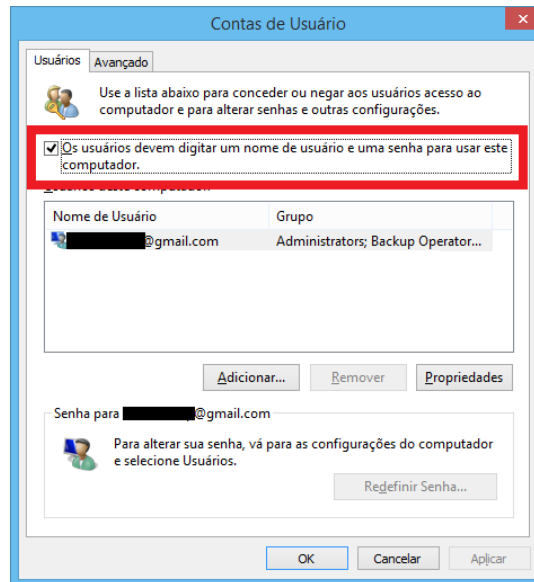 Contas de Usuário
Usuários
Avançado
Use a lista abaixo para conceder ou negar aos usuários acesso ao
computador e para alterar senhas e outras configurações.
Os usuários devem digitar um nome de usuário e uma senha para usar este
computador.
Nome de Usuário Grupo
@gmail.com Administrators; Backup Operator...
Adicionar... Remover Propriedades
Senha para @gmail.com
Para alterar sua senha, vá para as configurações do computador
e selecione Usuários.
Redefinir Senha...
OK Cancelar Aplicar